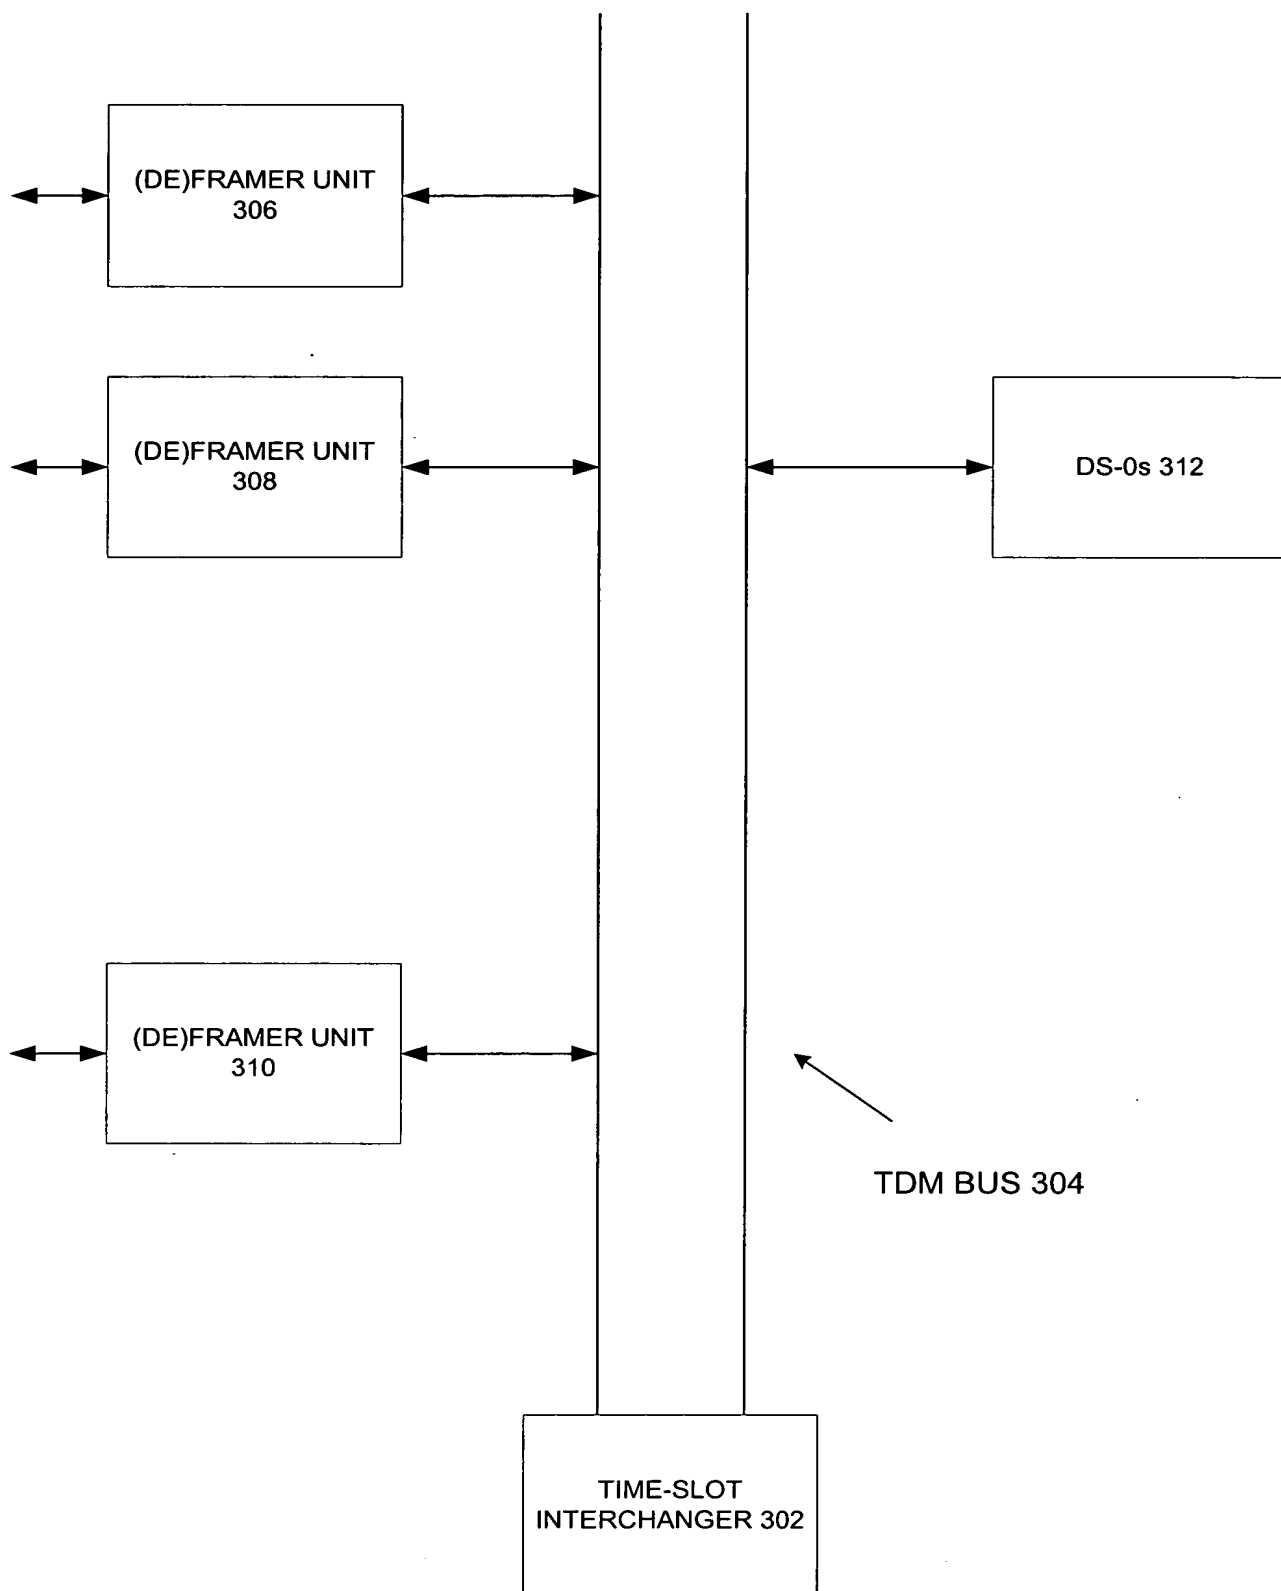 (DE)FRAMER UNIT
306
(DE)FRAMER UNIT
308
DS-0s 312
(DE)FRAMER UNIT
310
TDM BUS 304
TIME-SLOT
INTERCHANGER 302